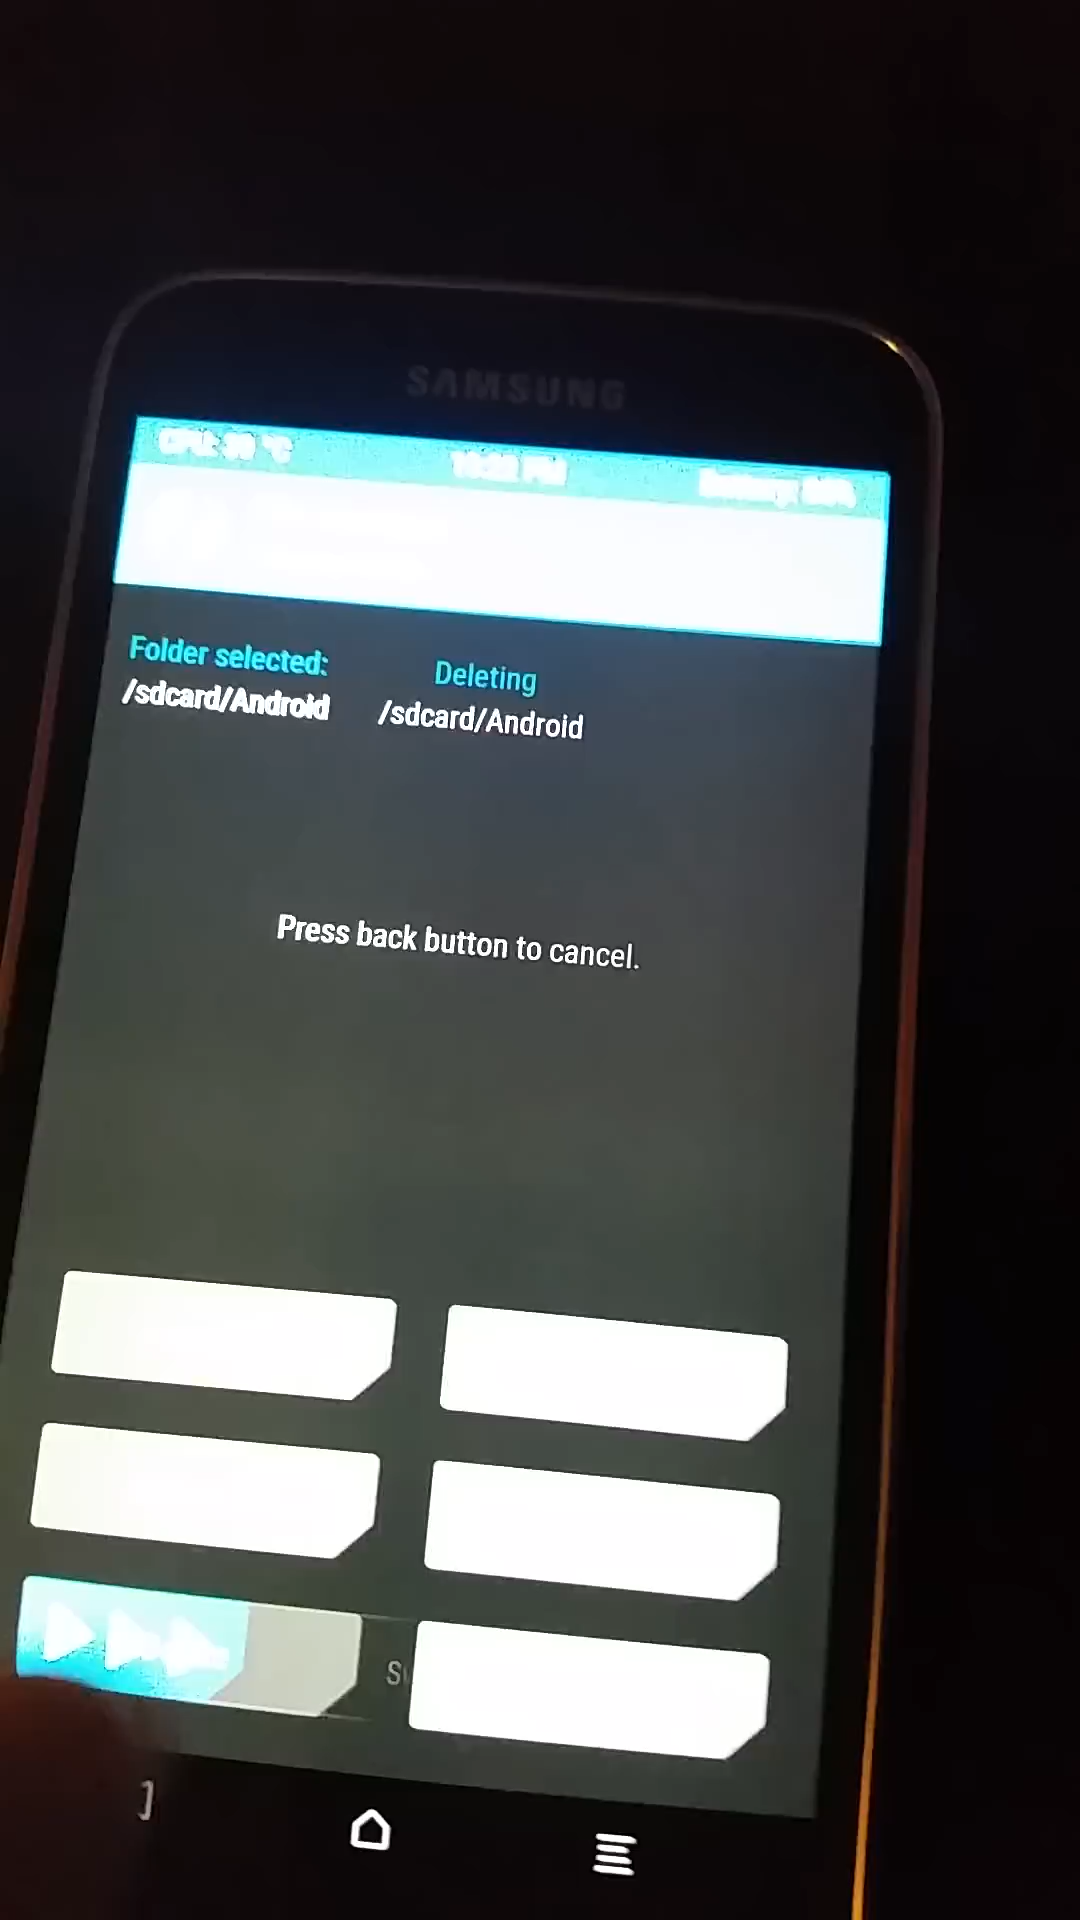 SAMSUNG
Folder selected:
/sdcard/Android
Deleting
/sdcard/Android
Press back button to cancel.